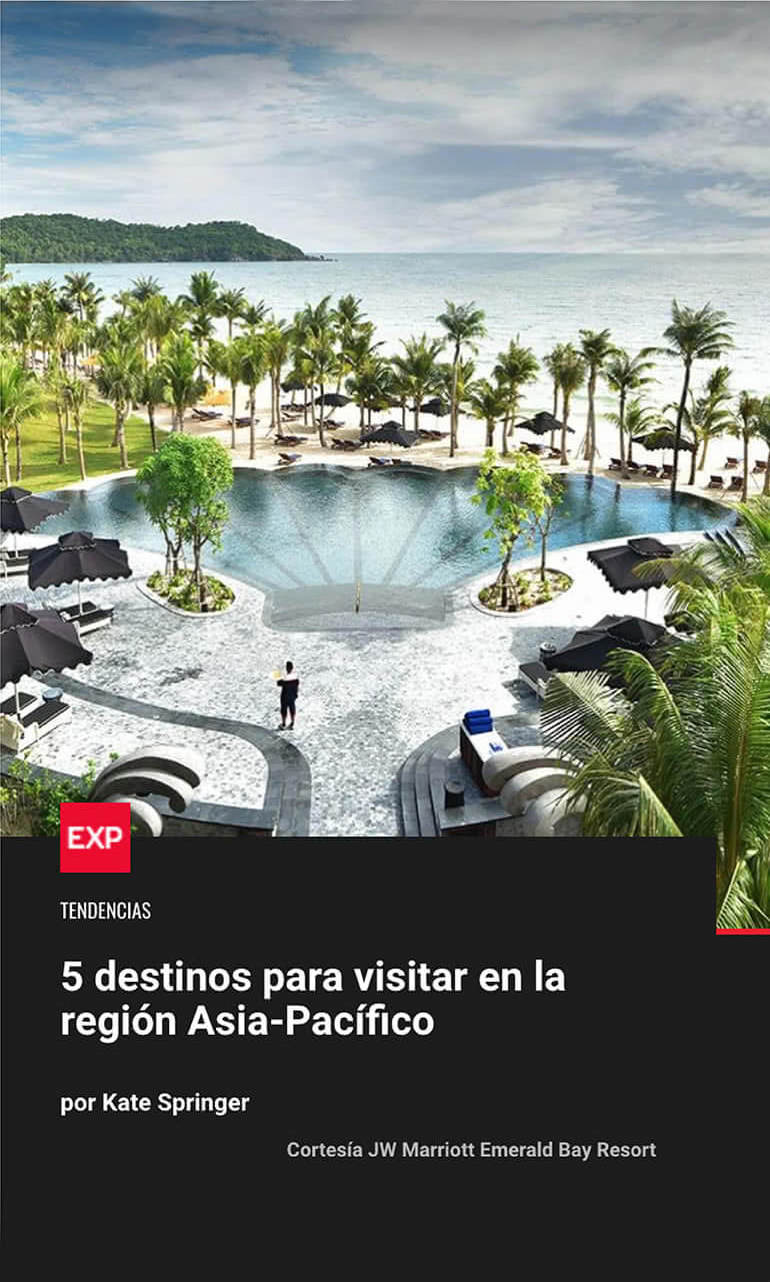 EXP
TENDENCIAS
5 destinos para visitar en la
región Asia-Pacífico
por Kate Springer
Cortesía JW Marriott Emerald Bay Resort